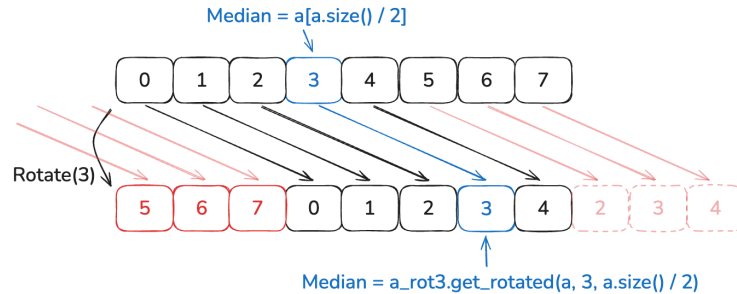 Median = a[a.size() / 2]
0 1 2 3 4 5 6 7
Rotate(3)
5 6 7 0 1 2 3 4 2 3 4
Median = a_rot3.get_rotated(a, 3, a.size() / 2)